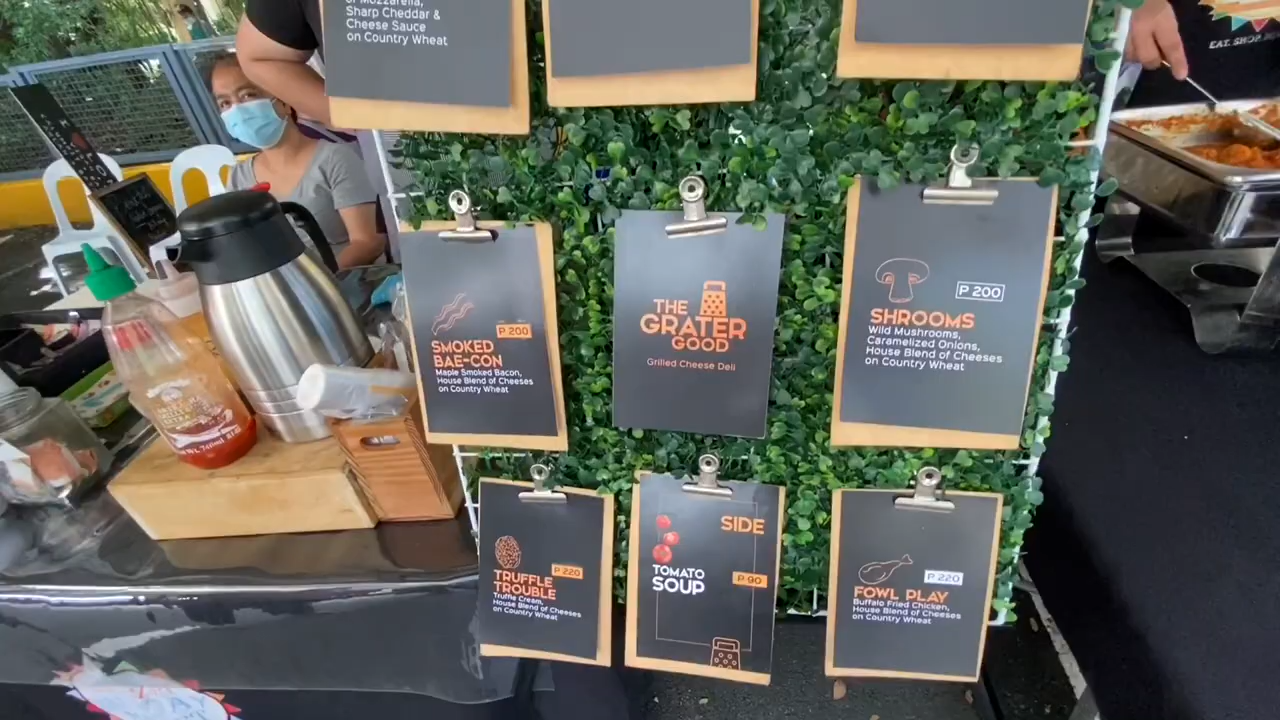 Sharp Cheddar &
Cheese Sauce
on Country Wheat
EAT. SHOP.
P 200
SMOKED
BAE-CON
Maple Smoked Bacon,
House Blend of Cheeses
on Country Wheat
THE
GRATER
GOOD
Grilled Cheese Deli
P 200
SHROOMS
Wild Mushrooms,
Caramelized Onions,
House Blend of Cheeses
on Country Wheat
P 220
TRUFFLE
TROUBLE
Truffle Cream,
House Blend of Cheeses
on Country Wheat
SIDE
TOMATO
SOUP
P 90
P 220
FOWL PLAY
Buffalo Fried Chicken,
House Blend of Cheeses
on Country Wheat